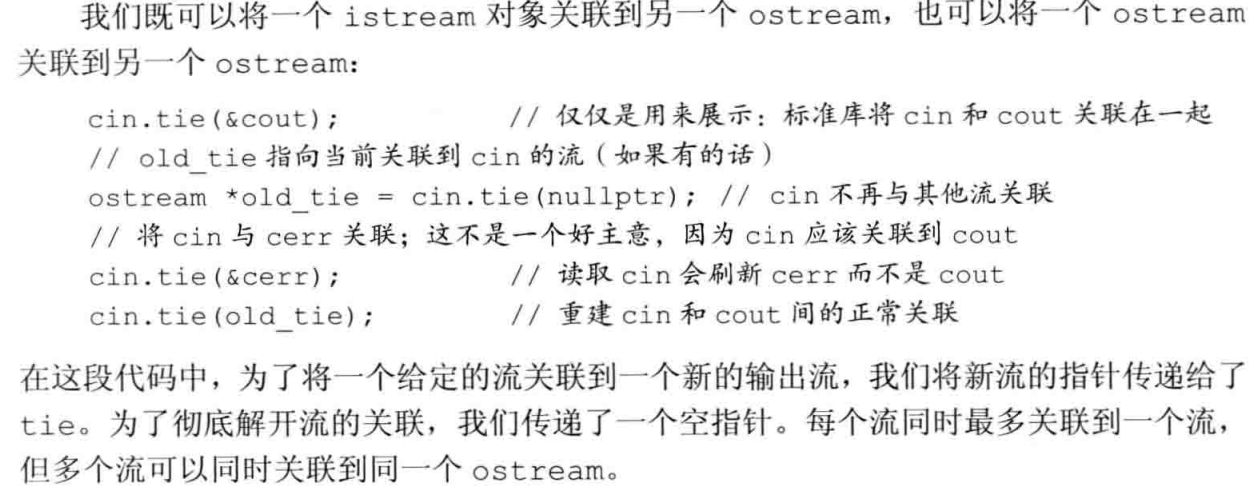 我们既可以将一个 istream 对象关联到另一个 ostream，也可以将一个 ostream
关联到另一个 ostream：
cin.tie(&cout);                // 仅仅是用来展示：标准库将 cin 和 cout 关联在一起
// old_tie 指向当前关联到 cin 的流（如果有的话）
ostream *old_tie = cin.tie(nullptr); // cin 不再与其他流关联
// 将 cin 与 cerr 关联；这不是一个好主意，因为 cin 应该关联到 cout
cin.tie(&cerr);                // 读取 cin 会刷新 cerr 而不是 cout
cin.tie(old_tie);              // 重建 cin 和 cout 间的正常关联
在这段代码中，为了将一个给定的流关联到一个新的输出流，我们将新流的指针传递给了
tie。为了彻底解开流的关联，我们传递了一个空指针。每个流同时最多关联到一个流，
但多个流可以同时关联到同一个 ostream。